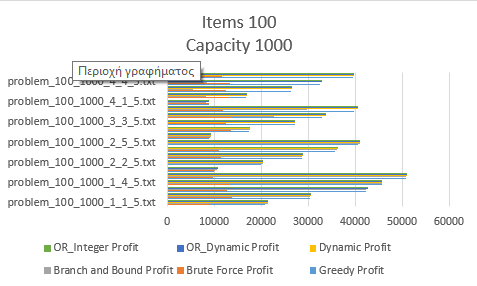 Items 100
Capacity 1000
Περιοχή γραφήματος
problem_100_1000_4_4_5.txt
problem_100_1000_4_1_5.txt
problem_100_1000_3_3_5.txt
problem_100_1000_2_5_5.txt
problem_100_1000_2_2_5.txt
problem_100_1000_1_4_5.txt
problem_100_1000_1_1_5.txt
0 10000 20000 30000 40000 50000 60000
OR_Integer Profit OR_Dynamic Profit Dynamic Profit
Branch and Bound Profit Brute Force Profit Greedy Profit